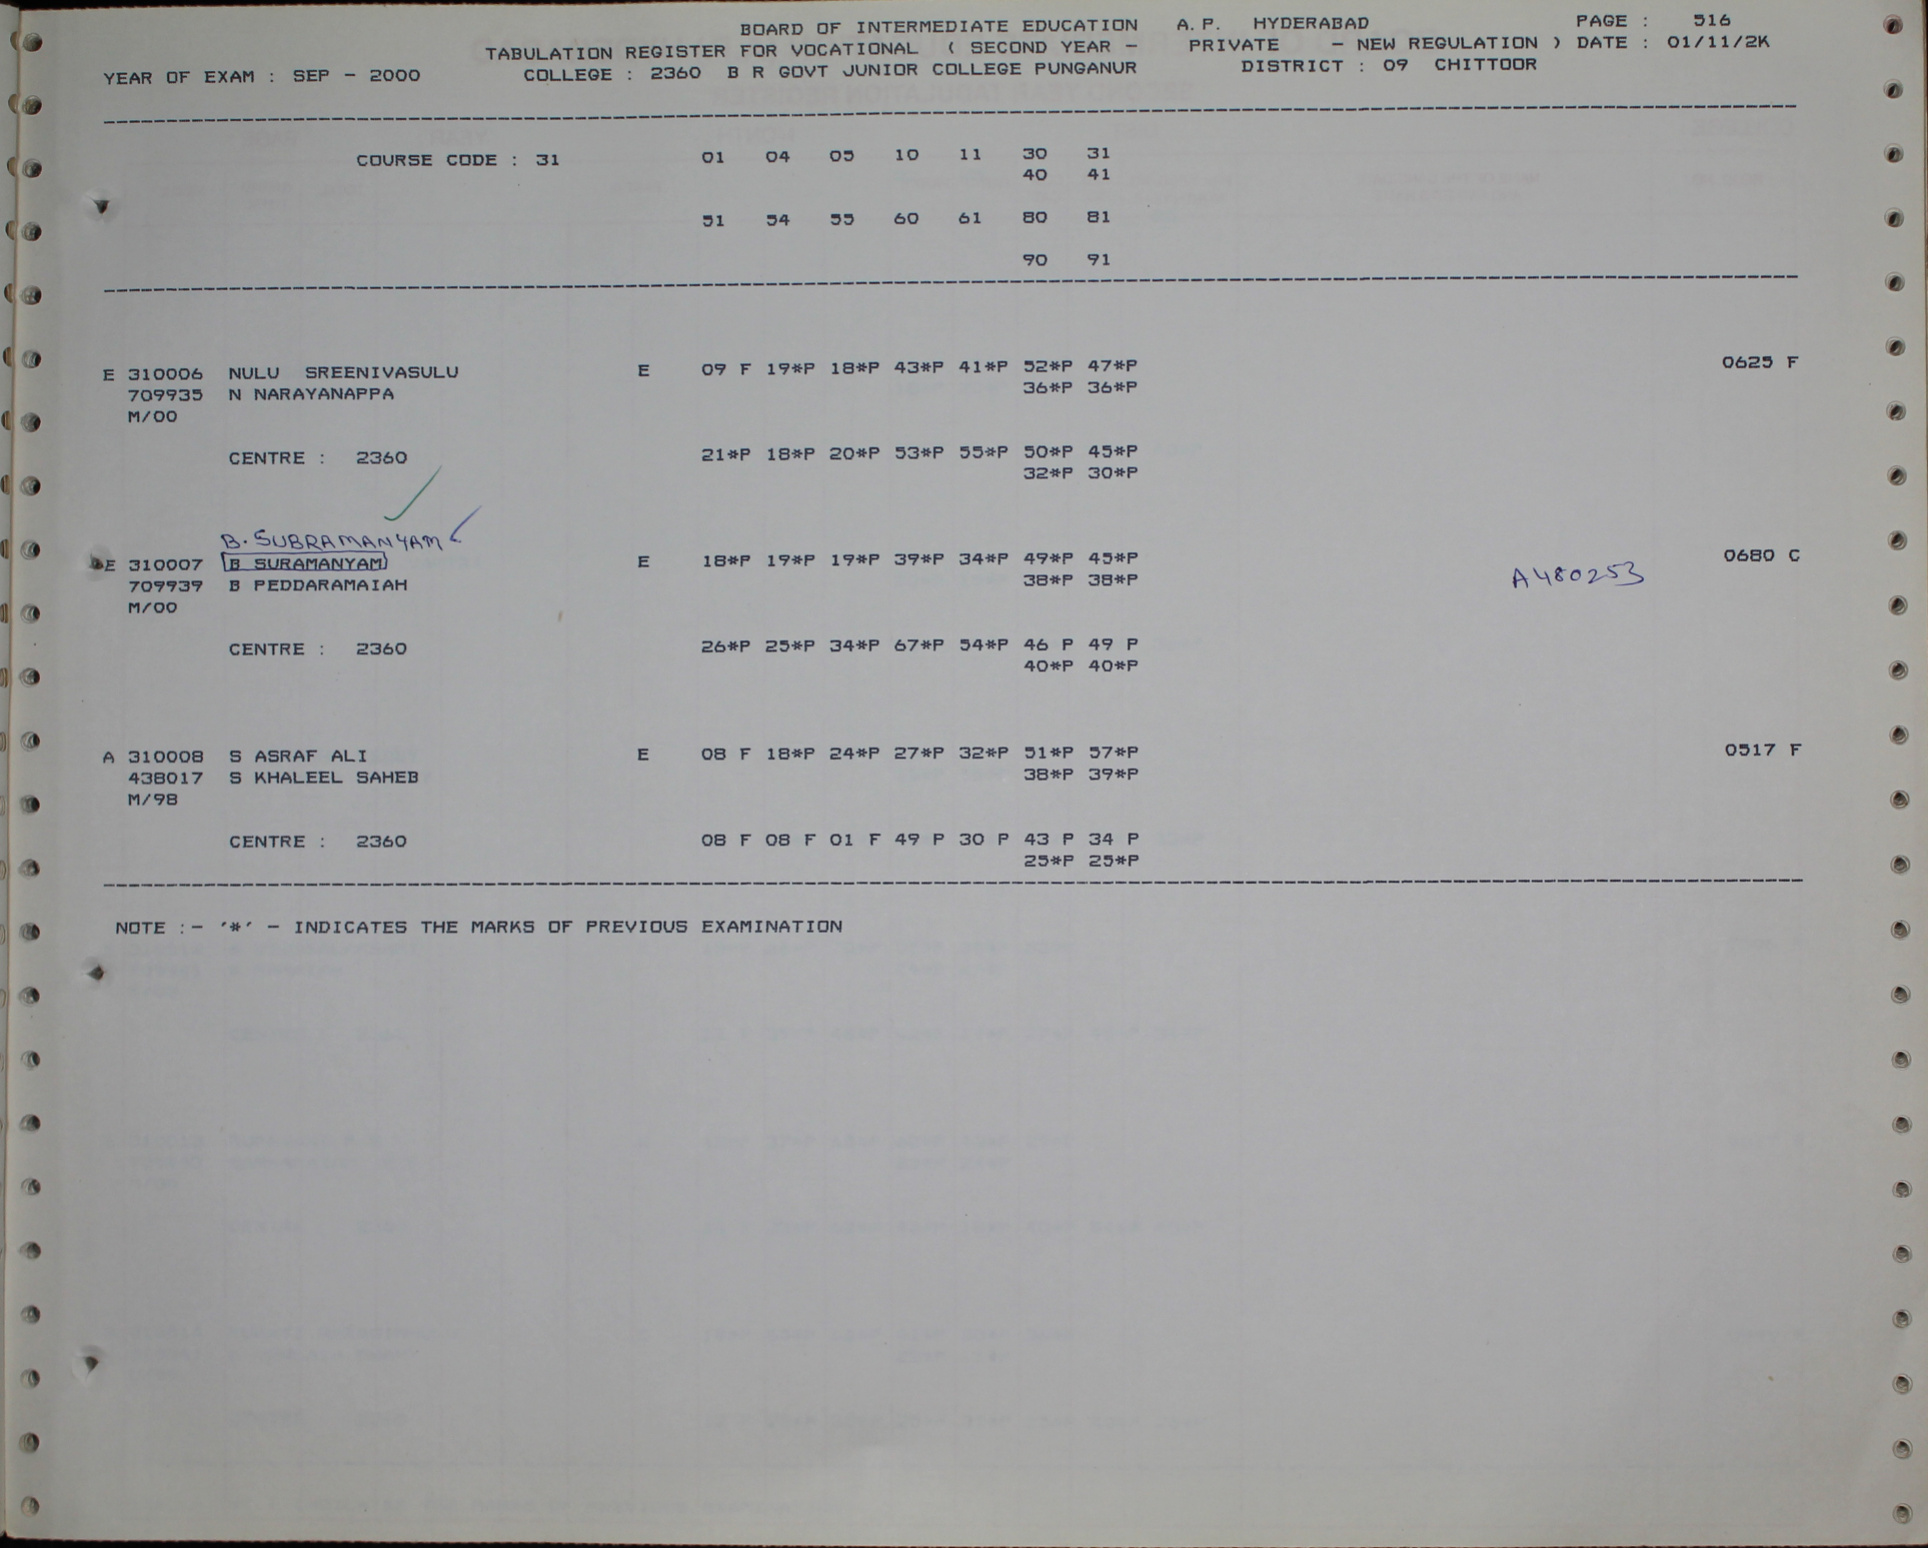 BOARD OF INTERMEDIATE EDUCATION A.P. HYDERABAD PAGE : 516
TABULATION REGISTER FOR VOCATIONAL ( SECOND YEAR - PRIVATE - NEW REGULATION ) DATE : 01/11/2K
YEAR OF EXAM : SEP - 2000 COLLEGE : 2360 B R GOVT JUNIOR COLLEGE PUNGANUR DISTRICT : 09 CHITTOOR
COURSE CODE : 31 01 04 05 10 11 30 31
40 41
51 54 55 60 61 80 81
90 91
E 310006 NULU SREENIVASULU E 09 F 19*P 18*P 43*P 41*P 52*P 47*P 0625 F
709935 N NARAYANAPPA 36*P 36*P
M/00
CENTRE : 2360 21*P 18*P 20*P 53*P 55*P 50*P 45*P
32*P 30*P
B. SUBRAMANYAM
E 310007 B SURAMANYAM E 18*P 19*P 19*P 39*P 34*P 49*P 45*P 0680 C
709939 B PEDDARAMAIAH 38*P 38*P A480253
M/00
CENTRE : 2360 26*P 25*P 34*P 67*P 54*P 46 P 49 P
40*P 40*P
A 310008 S ASRAF ALI E 08 F 18*P 24*P 27*P 32*P 51*P 57*P 0517 F
438017 S KHALEEL SAHEB 38*P 39*P
M/98
CENTRE : 2360 08 F 08 F 01 F 49 P 30 P 43 P 34 P
25*P 25*P
NOTE :- '*' - INDICATES THE MARKS OF PREVIOUS EXAMINATION